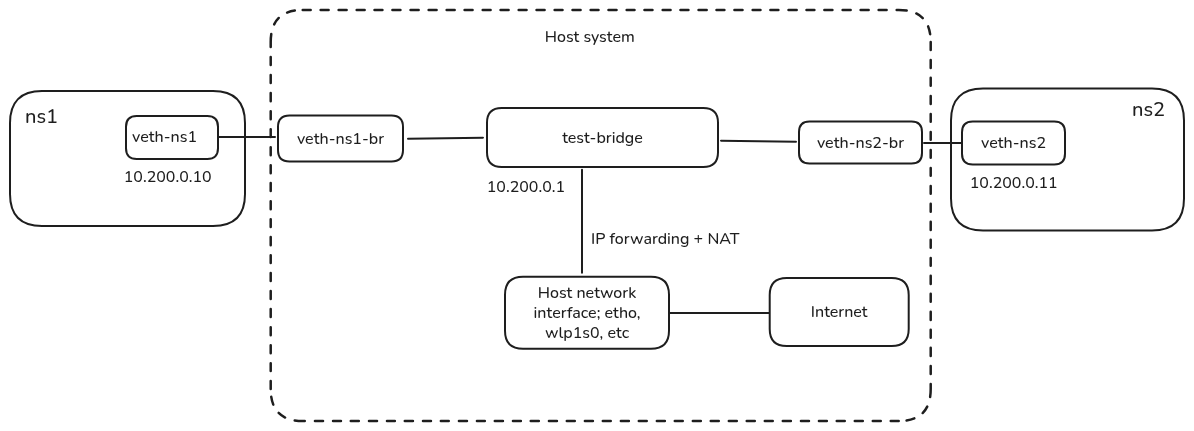 Host system
ns1
ns2
veth-ns1
veth-ns1-br
test-bridge
veth-ns2-br
veth-ns2
10.200.0.10
10.200.0.1
10.200.0.11
IP forwarding + NAT
Host network
interface; etho,
wlp1s0, etc
Internet